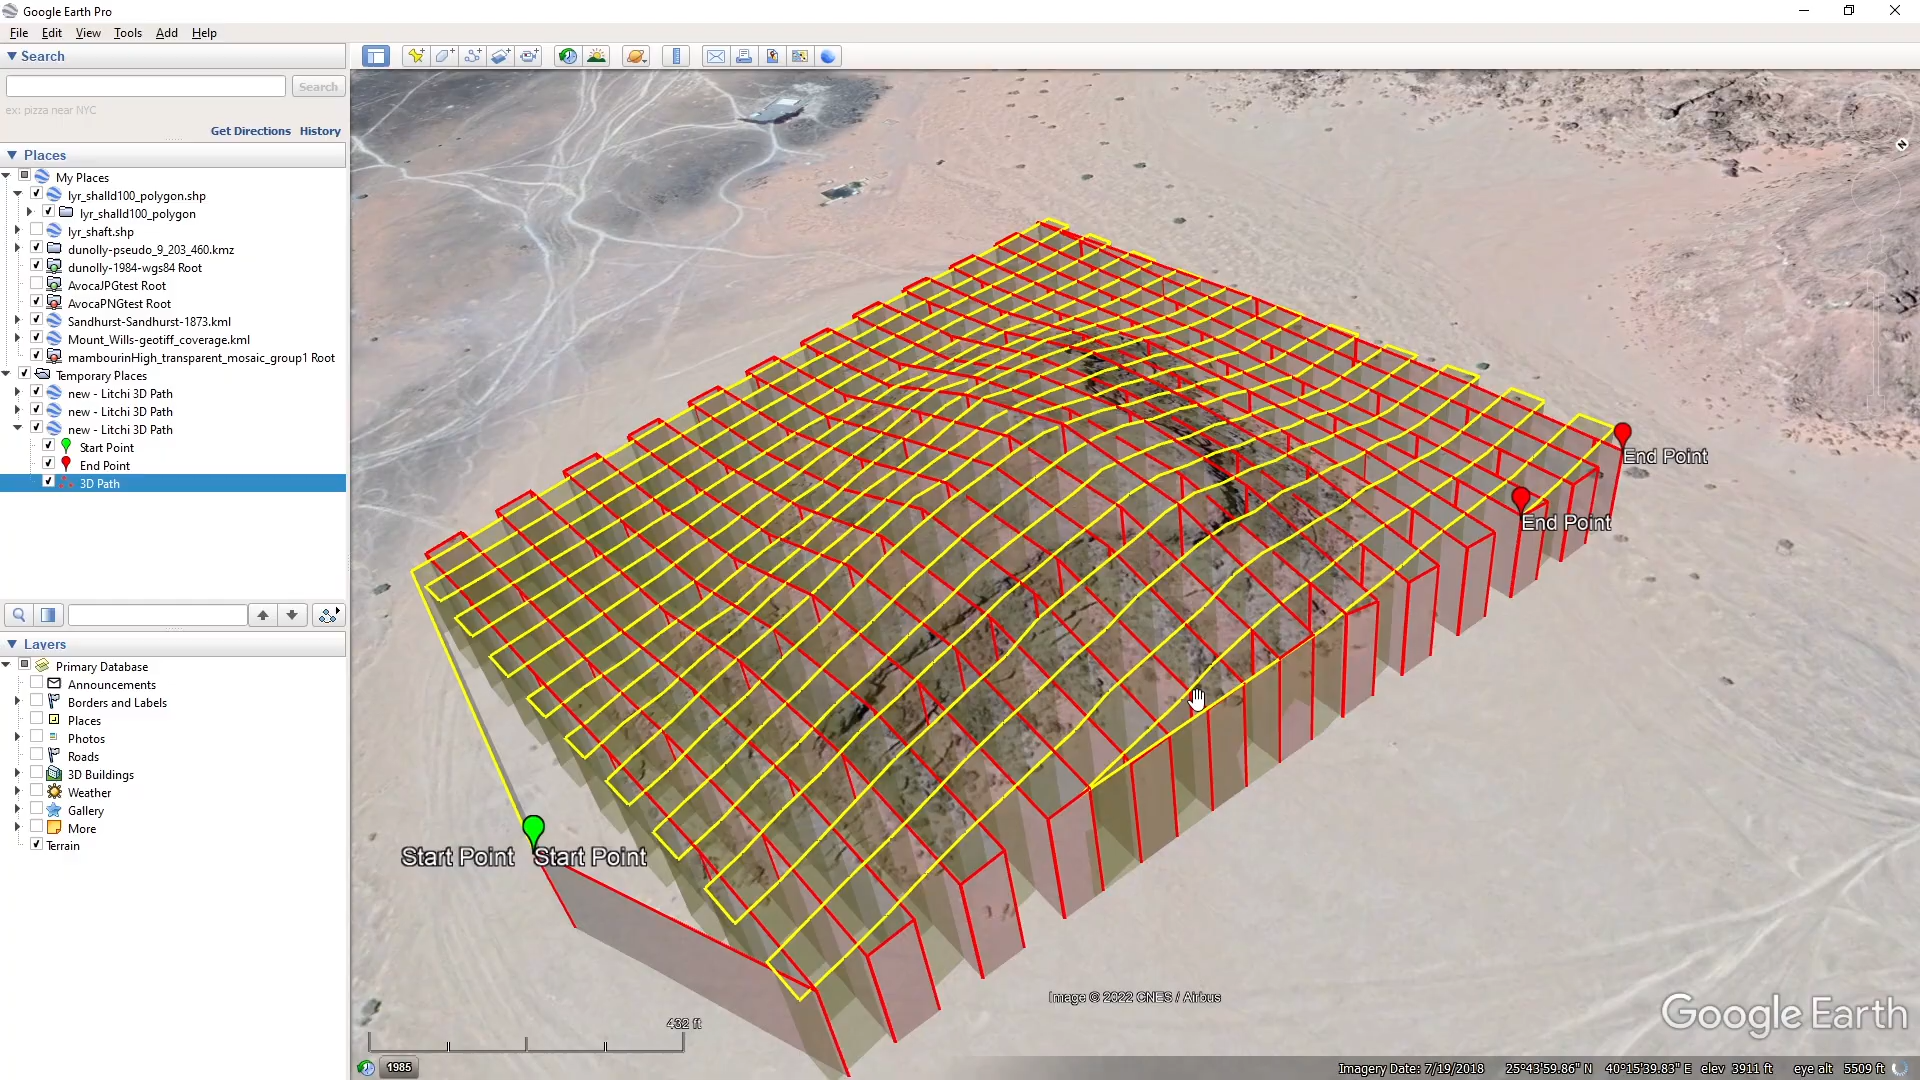 Google Earth Pro
File Edit View Tools Add Help
Search
Search
ex: pizza near NYC
Get Directions History
Places
My Places
lyr_shalld100_polygon.shp
lyr_shalld100_polygon
lyr_shaft.shp
dunolly-pseudo_9_203_460.kmz
dunolly-1984-wgs84 Root
AvocaJPGtest Root
AvocaPNGtest Root
Sandhurst-Sandhurst-1873.kml
Mount_Wills-geotiff_coverage.kml
mambourinHigh_transparent_mosaic_group1 Root
Temporary Places
new - Litchi 3D Path
new - Litchi 3D Path
new - Litchi 3D Path
Start Point
End Point
3D Path
Layers
Primary Database
Announcements
Borders and Labels
Places
Photos
Roads
3D Buildings
Weather
Gallery
More
Terrain
N
End Point
End Point
Start Point Start Point
Image © 2022 CNES / Airbus
432 ft
Google Earth
1985
Imagery Date: 7/19/2018 25°43'59.86" N 40°15'39.83" E elev 3911 ft eye alt 5509 ft